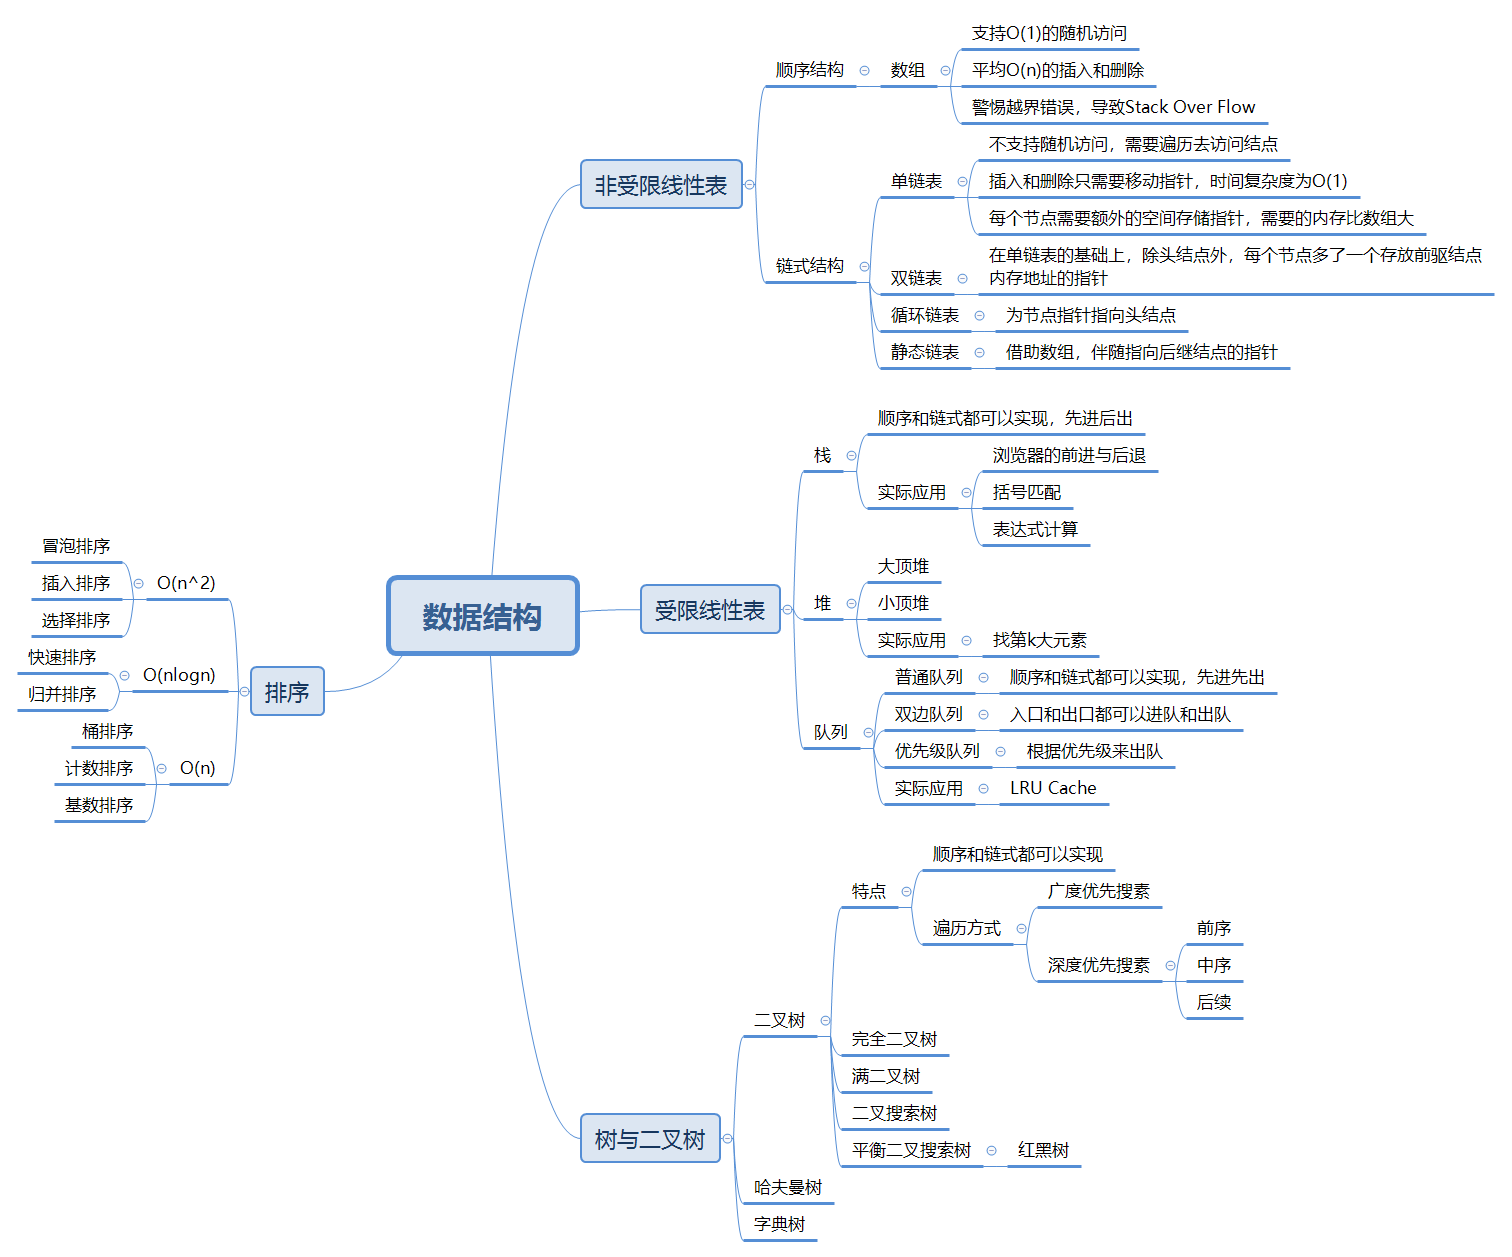 数据结构
非受限线性表
顺序结构
数组
支持O(1)的随机访问
平均O(n)的插入和删除
警惕越界错误，导致Stack Over Flow
链式结构
单链表
不支持随机访问，需要遍历去访问结点
插入和删除只需要移动指针，时间复杂度为O(1)
每个节点需要额外的空间存储指针，需要的内存比数组大
双链表
在单链表的基础上，除头结点外，每个节点多了一个存放前驱结点
内存地址的指针
循环链表
为节点指针指向头结点
静态链表
借助数组，伴随指向后继结点的指针
受限线性表
栈
顺序和链式都可以实现，先进后出
实际应用
浏览器的前进与后退
括号匹配
表达式计算
堆
大顶堆
小顶堆
实际应用
找第k大元素
队列
普通队列
顺序和链式都可以实现，先进先出
双边队列
入口和出口都可以进队和出队
优先级队列
根据优先级来出队
实际应用
LRU Cache
树与二叉树
二叉树
特点
顺序和链式都可以实现
遍历方式
广度优先搜素
深度优先搜素
前序
中序
后续
完全二叉树
满二叉树
二叉搜索树
平衡二叉搜索树
红黑树
哈夫曼树
字典树
排序
O(n^2)
冒泡排序
插入排序
选择排序
O(nlogn)
快速排序
归并排序
O(n)
桶排序
计数排序
基数排序